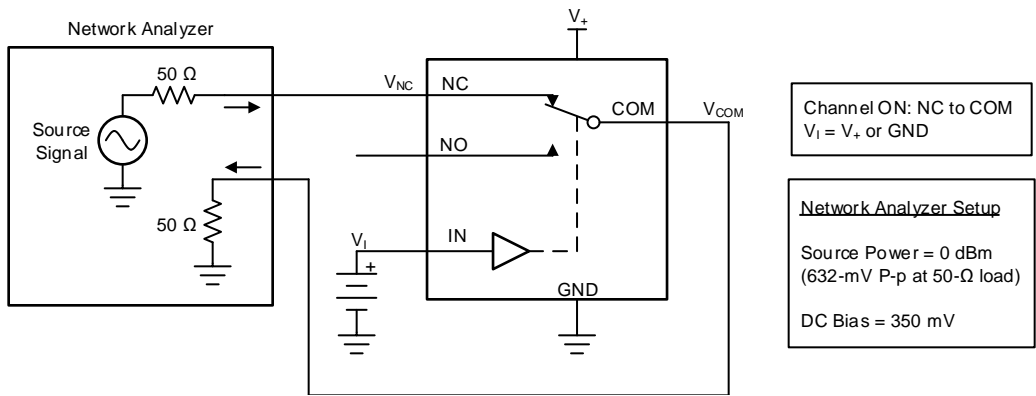 Network Analyzer
V+
50 Ω
VNC
NC
COM
VCOM
Source
Signal
NO
50 Ω
VI
+
IN
GND
Channel ON: NC to COM
VI = V+ or GND
Network Analyzer Setup
Source Power = 0 dBm
(632-mV P-p at 50-Ω load)
DC Bias = 350 mV